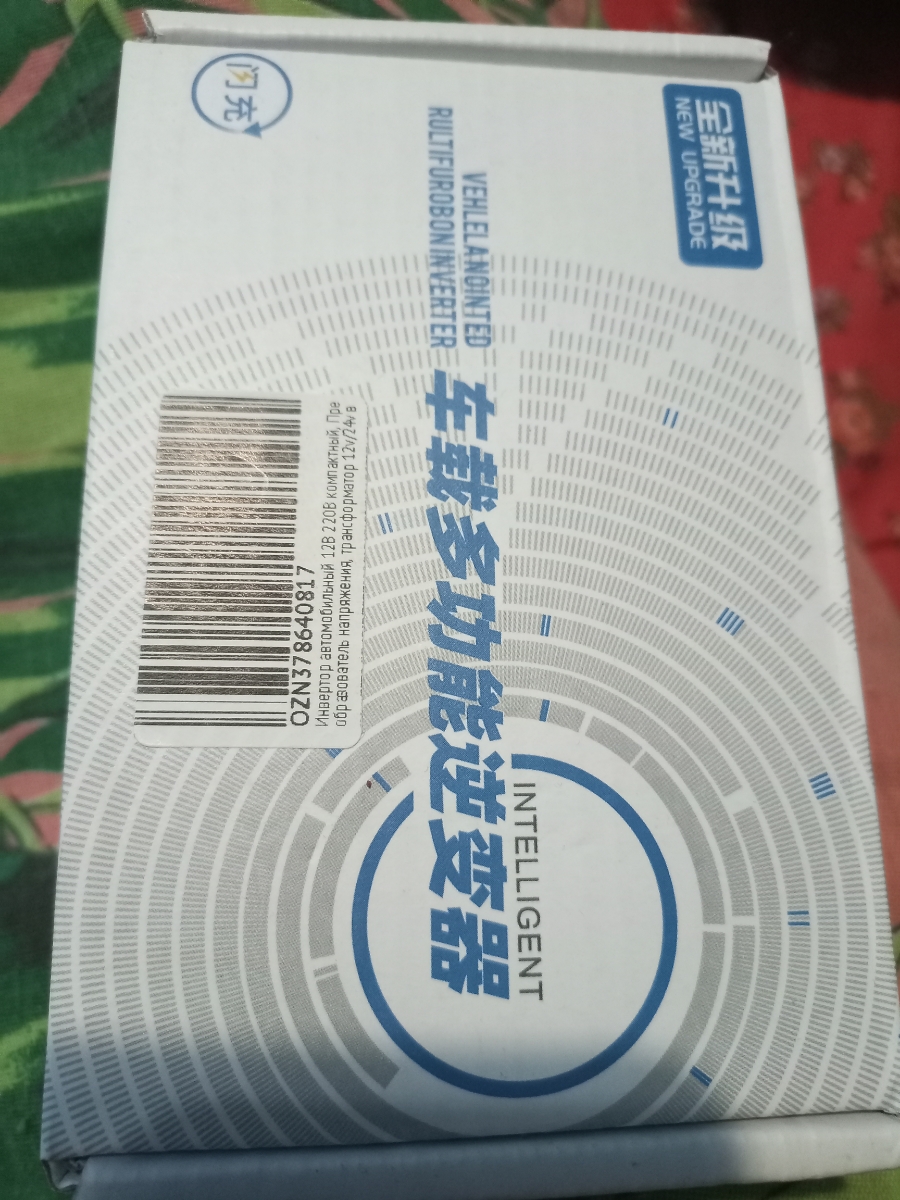 闪充
全新升级
NEW UPGRADE
VEHLELANGINTED
RULTIFUROBONINVERTER
车载多功能逆变器
INTELLIGENT
OZN378640817
Инвертор автомобильный 12В 220В компактный, Пре
образователь напряжения, трансформатор 12v/24v в